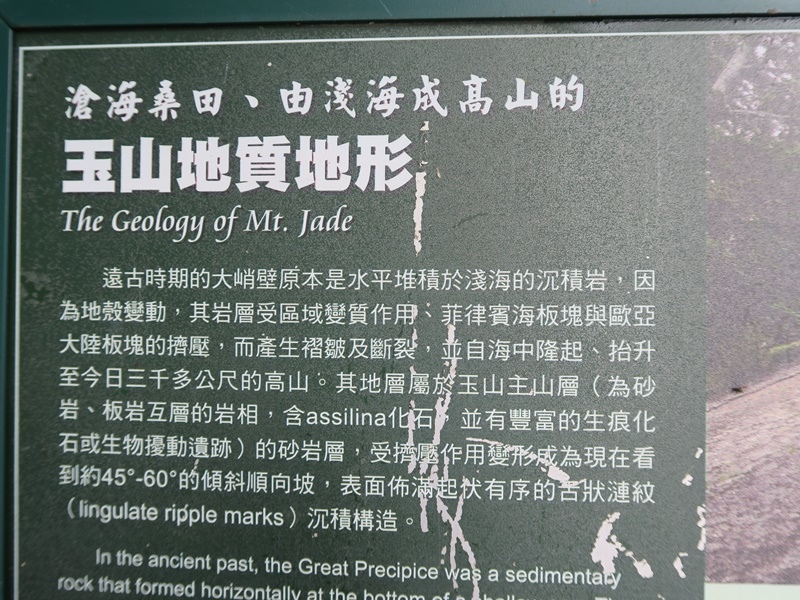 滄海桑田、由淺海成高山的
玉山地質地形
The Geology of Mt. Jade
遠古時期的大峭壁原本是水平堆積於淺海的沉積岩，因
為地殼變動，其岩層受區域變質作用、菲律賓海板塊與歐亞
大陸板塊的擠壓，而產生褶皺及斷裂，並自海中隆起、抬升
至今日三千多公尺的高山。其地層屬於玉山主山層（為砂
岩、板岩互層的岩相，含assilina化石，並有豐富的生痕化
石或生物擾動遺跡）的砂岩層，受擠壓作用變形成為現在看
到約45°-60°的傾斜順向坡，表面佈滿起伏有序的舌狀漣紋
（lingulate ripple marks）沉積構造。
In the ancient past, the Great Precipice was a sedimentary
rock that formed horizontally at the bottom of a